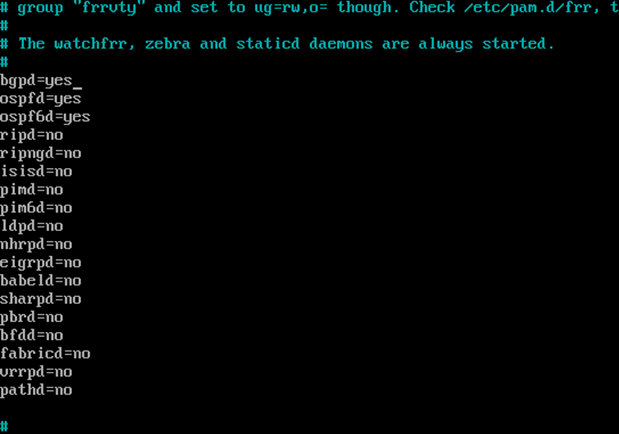 # group "frrvty" and set to ug=rw,o= though. Check /etc/pam.d/frr, t
#
# The watchfrr, zebra and staticd daemons are always started.
#
bgpd=yes_
ospfd=yes
ospf6d=yes
ripd=no
ripngd=no
isisd=no
pimd=no
pim6d=no
ldpd=no
nhrpd=no
eigrpd=no
babeld=no
sharpd=no
pbrd=no
bfdd=no
fabricd=no
vrrpd=no
pathd=no
#